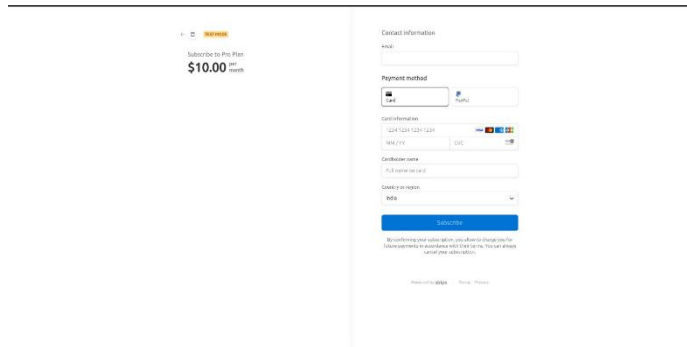 TEST MODE
Subscribe to Pro Plan
$10.00 per month
Contact information
Email
Payment method
Card
PayPal
Card information
1234 1234 1234 1234
VISA
MM / YY
CVC
Cardholder name
Full name on card
Country or region
India
Subscribe
By confirming your subscription, you allow to charge you for
future payments in accordance with their terms. You can always
cancel your subscription.
Powered by stripe
Terms Privacy